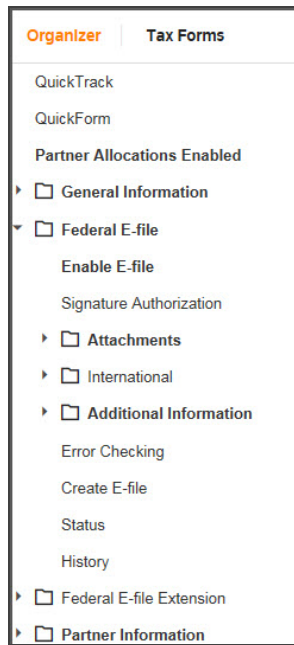 Organizer Tax Forms
QuickTrack
QuickForm
Partner Allocations Enabled
General Information
Federal E-file
Enable E-file
Signature Authorization
Attachments
International
Additional Information
Error Checking
Create E-file
Status
History
Federal E-file Extension
Partner Information